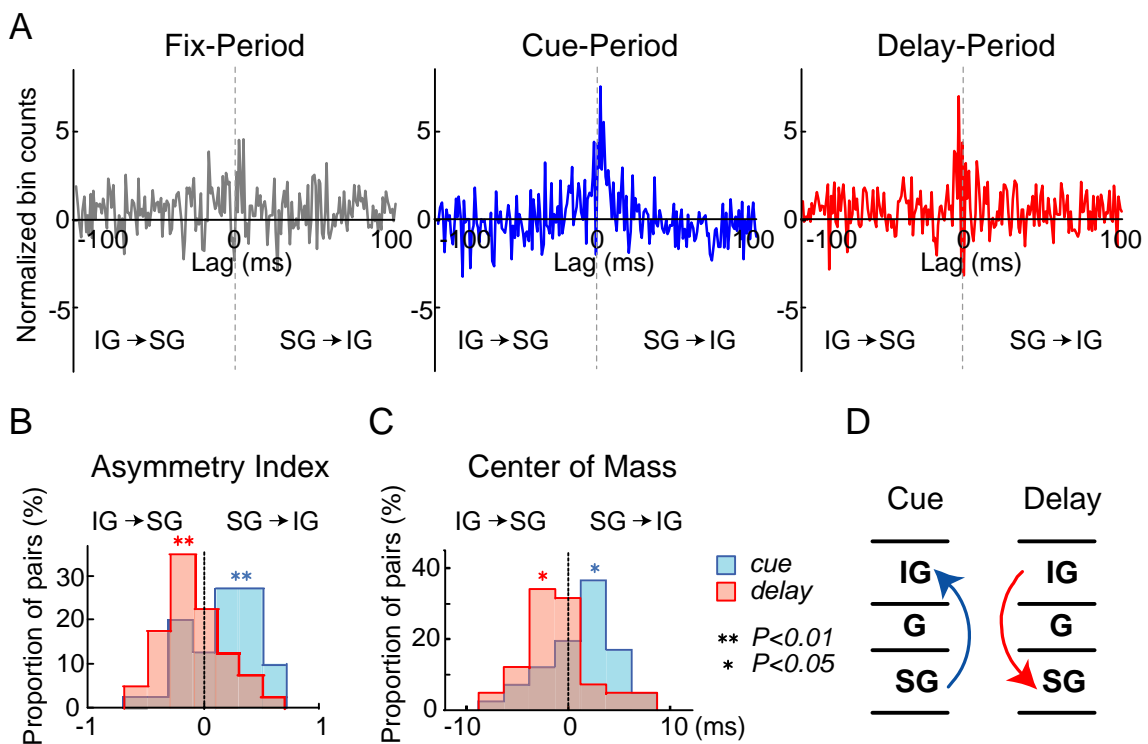 A
Fix-Period
Cue-Period
Delay-Period
Normalized bin counts
5
0
-5
-100
0
100
Lag (ms)
IG → SG
SG → IG
5
0
-5
-100
0
100
Lag (ms)
IG → SG
SG → IG
5
0
-5
-100
0
100
Lag (ms)
IG → SG
SG → IG
B
Asymmetry Index
IG → SG
SG → IG
Proportion of pairs (%)
30
20
10
0
-1
0
1
**
**
C
Center of Mass
IG → SG
SG → IG
Proportion of pairs (%)
40
20
0
-10
0
10 (ms)
*
*
cue
delay
** P<0.01
* P<0.05
D
Cue
Delay
IG
G
SG
IG
G
SG